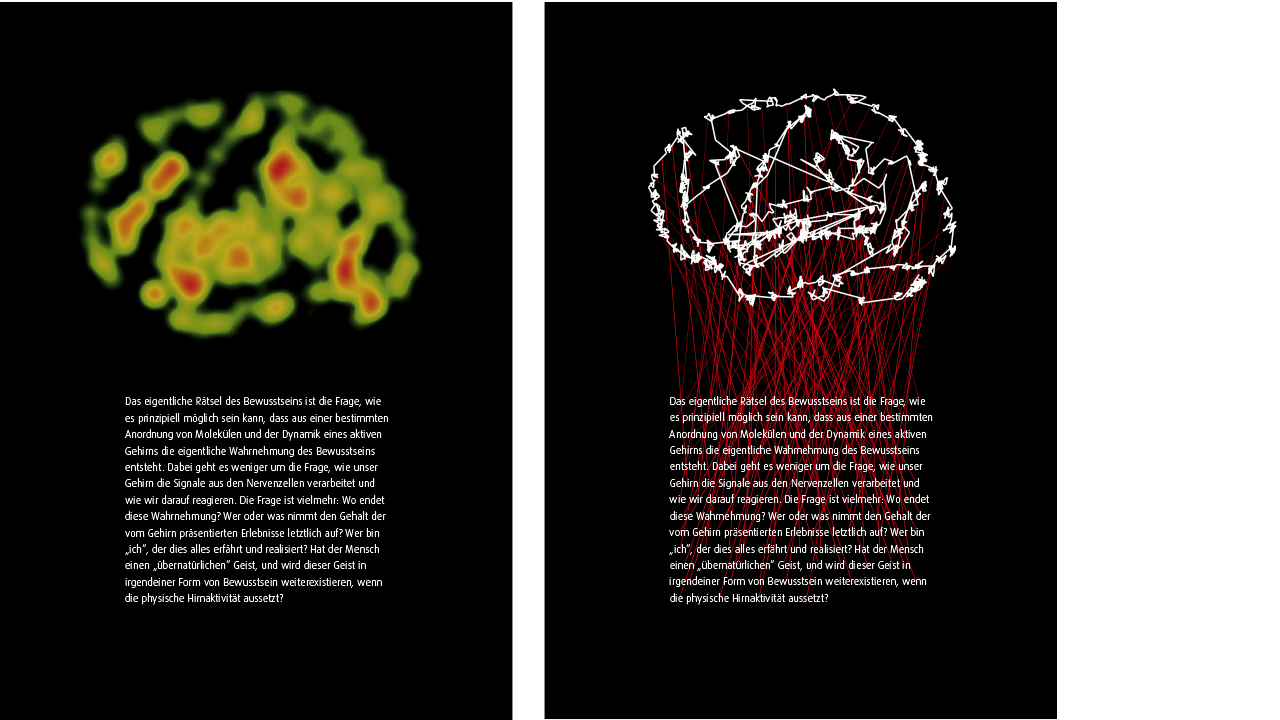 Das eigentliche Rätsel des Bewusstseins ist die Frage, wie
es prinzipiell möglich sein kann, dass aus einer bestimmten
Anordnung von Molekülen und der Dynamik eines aktiven
Gehirns die eigentliche Wahrnehmung des Bewusstseins
entsteht. Dabei geht es weniger um die Frage, wie unser
Gehirn die Signale aus den Nervenzellen verarbeitet und
wie wir darauf reagieren. Die Frage ist vielmehr: Wo endet
diese Wahrnehmung? Wer oder was nimmt den Gehalt der
vom Gehirn präsentierten Erlebnisse letztlich auf? Wer bin
„ich“, der dies alles erfährt und realisiert? Hat der Mensch
einen „übernatürlichen“ Geist, und wird dieser Geist in
irgendeiner Form von Bewusstsein weiterexistieren, wenn
die physische Hirnaktivität aussetzt?
Das eigentliche Rätsel des Bewusstseins ist die Frage, wie
es prinzipiell möglich sein kann, dass aus einer bestimmten
Anordnung von Molekülen und der Dynamik eines aktiven
Gehirns die eigentliche Wahrnehmung des Bewusstseins
entsteht. Dabei geht es weniger um die Frage, wie unser
Gehirn die Signale aus den Nervenzellen verarbeitet und
wie wir darauf reagieren. Die Frage ist vielmehr: Wo endet
diese Wahrnehmung? Wer oder was nimmt den Gehalt der
vom Gehirn präsentierten Erlebnisse letztlich auf? Wer bin
„ich“, der dies alles erfährt und realisiert? Hat der Mensch
einen „übernatürlichen“ Geist, und wird dieser Geist in
irgendeiner Form von Bewusstsein weiterexistieren, wenn
die physische Hirnaktivität aussetzt?